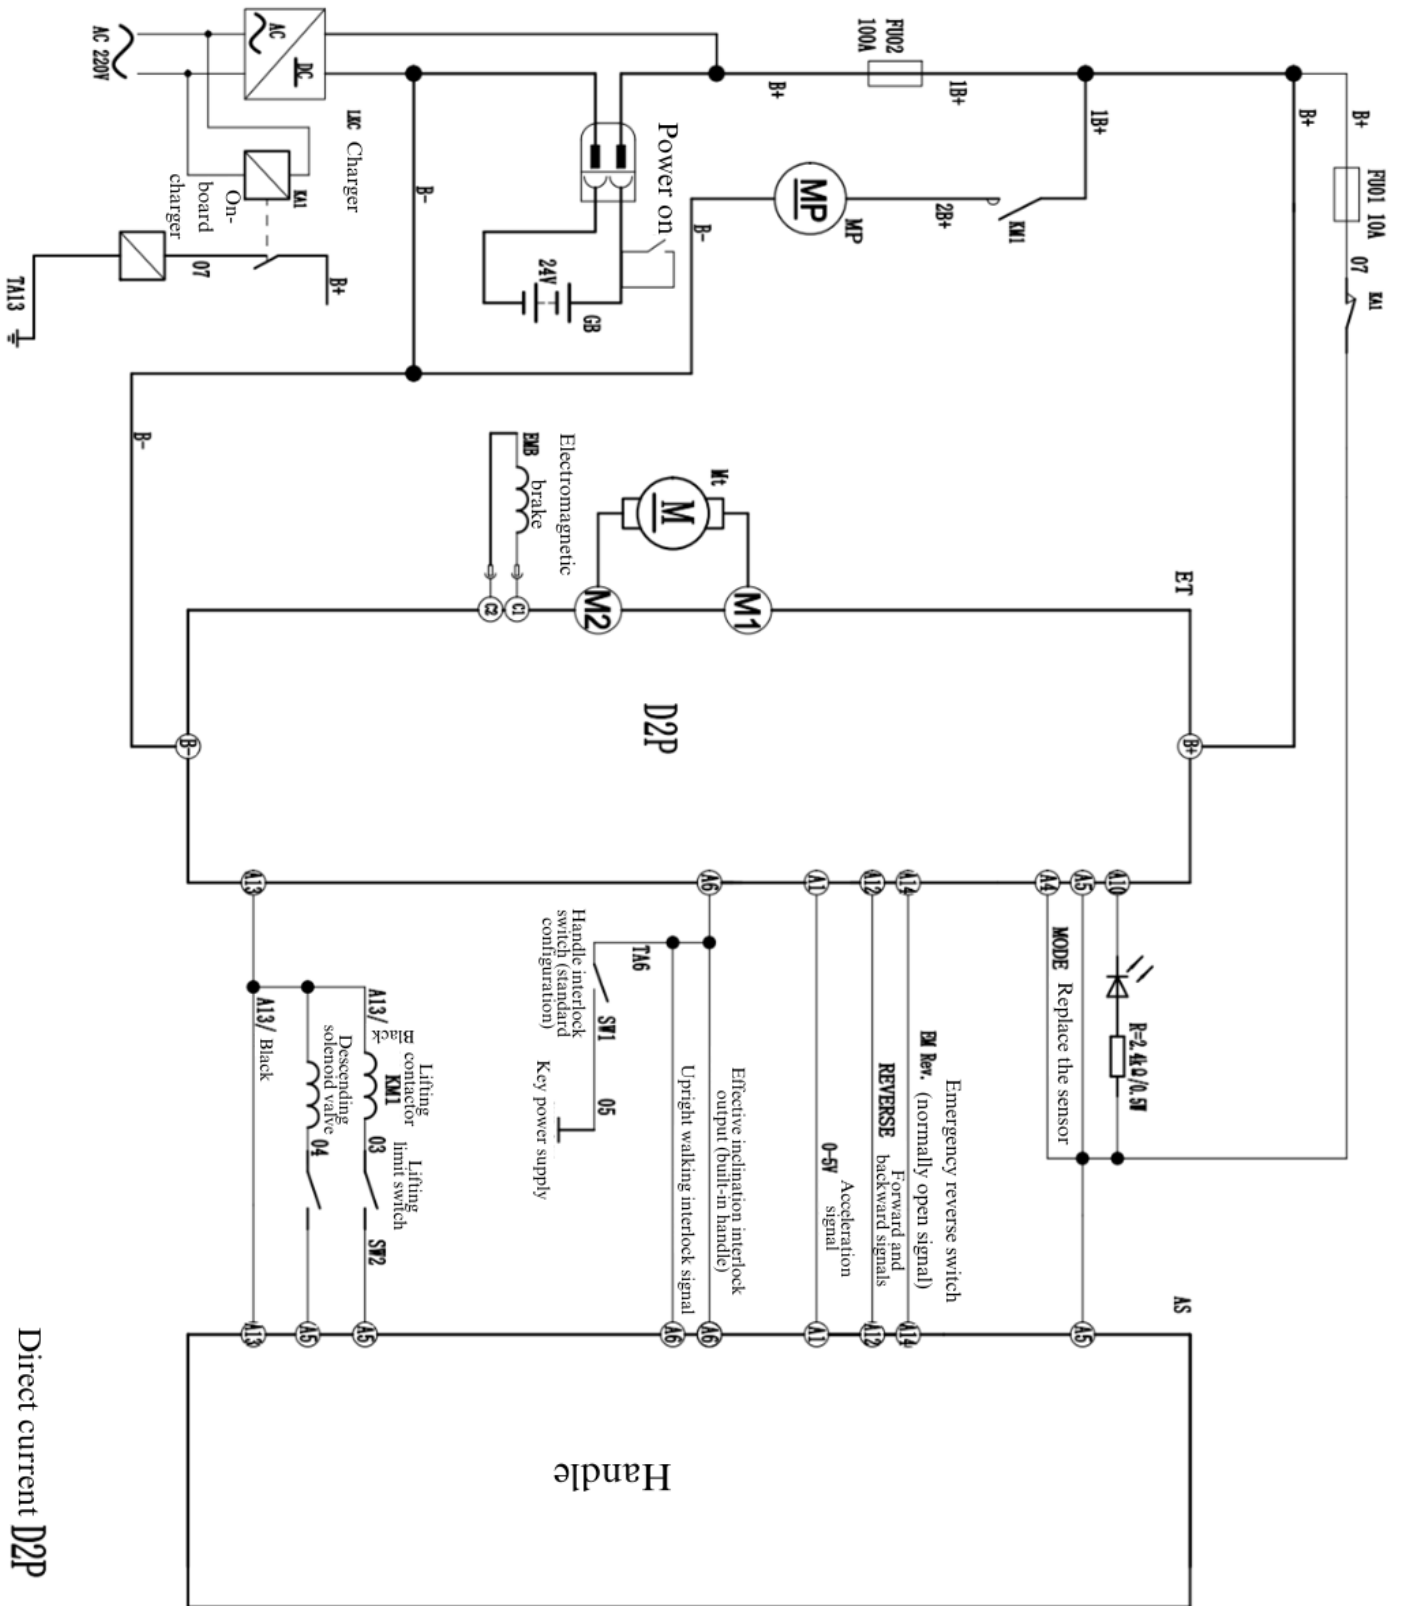 AC 220V
AC
DC
LKC Charger
KA1
On-
board
charger
07
B+
TA13
B-
Power on
24V
GB
B+
FU02
100A
1B+
1B+
B+
B+
FU01 10A
07
KA1
MP
MP
2B+
KM1
B-
B-
EMB
Electromagnetic
brake
Mt
M
C2
C1
M2
M1
ET
D2P
B-
B+
A13
A6
A1
A12
A14
A4
A5
A10
MODE Replace the sensor
R=2.4kΩ/0.5W
Emergency reverse switch
EM Rev. (normally open signal)
Forward and
REVERSE backward signals
Acceleration
signal
0-5V
Effective inclination interlock
output (built-in handle)
Upright walking interlock signal
TA6
Handle interlock
switch (standard
configuration)
SW1
05
Key power supply
A13/ Black
Lifting
contactor
KM1
03
Lifting
limit switch
SW2
Descending
solenoid valve
04
A13/ Black
A13
A5
A5
A6
A6
A1
A12
A14
A5
AS
Handle
Direct current D2P